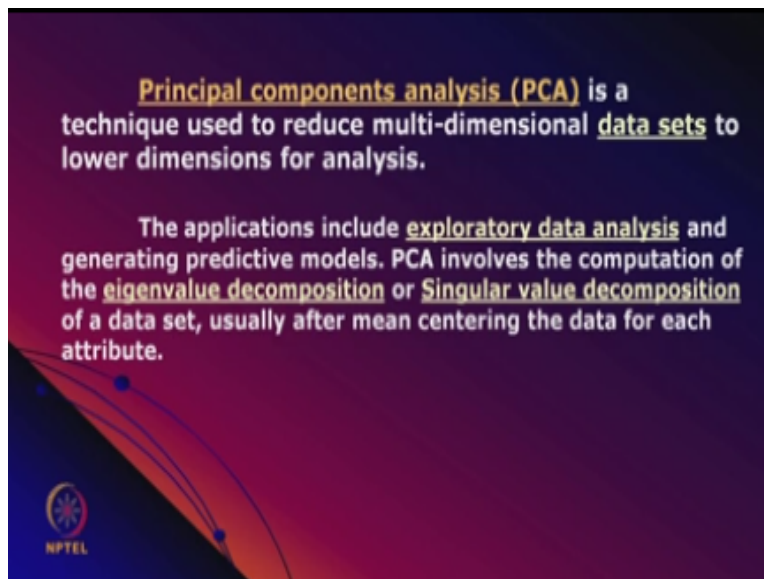 Principal components analysis (PCA) is a
technique used to reduce multi-dimensional data sets to
lower dimensions for analysis.
The applications include exploratory data analysis and
generating predictive models. PCA involves the computation of
the eigenvalue decomposition or Singular value decomposition
of a data set, usually after mean centering the data for each
attribute.
NPTEL